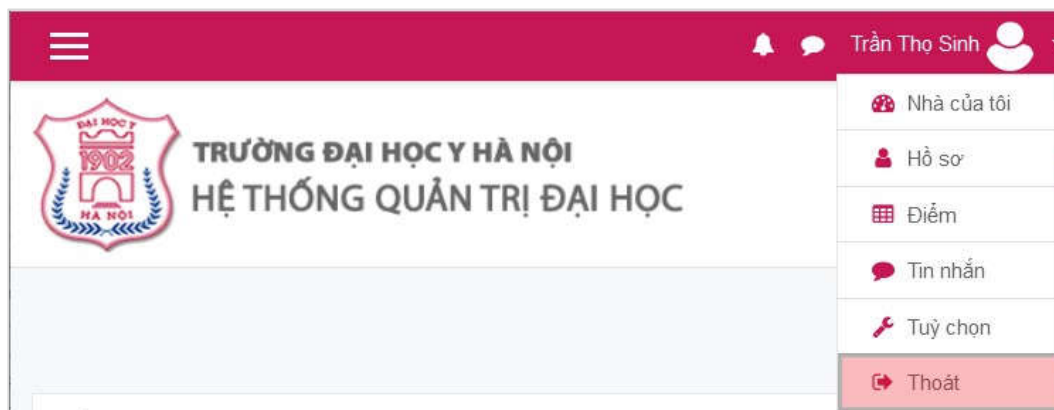 Trần Thọ Sinh
ĐẠI HỌC Y
1902
HÀ NỘI
TRƯỜNG ĐẠI HỌC Y HÀ NỘI
HỆ THỐNG QUẢN TRỊ ĐẠI HỌC
Nhà của tôi
Hồ sơ
Điểm
Tin nhắn
Tuỳ chọn
Thoát